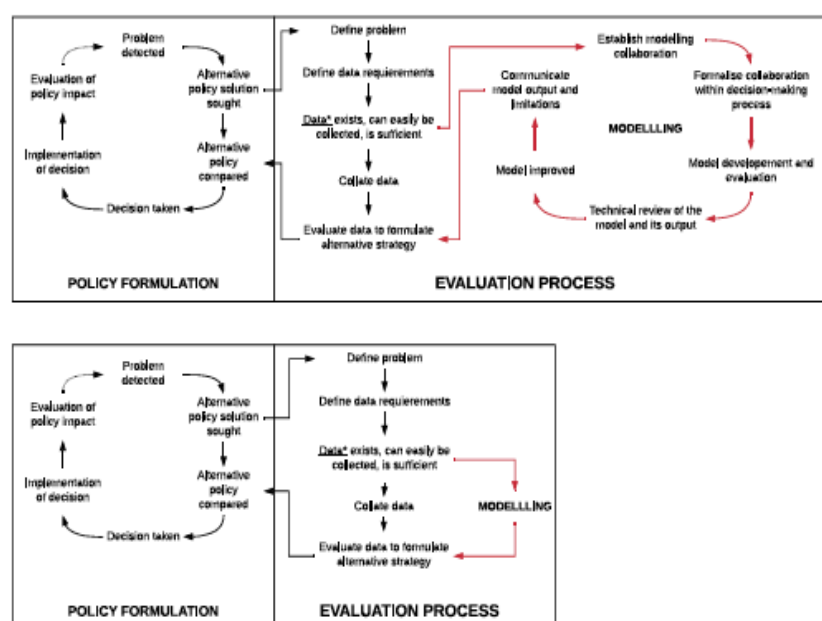 Problem
detected
Evaluation of
policy impact
Alternative
policy solution
sought
Implementation
of decision
Alternative
policy
compared
Decision taken
POLICY FORMULATION
Define problem
Define data requierements
Data* exists, can easily be
collected, is sufficient
Collate data
Evaluate data to formulate
alternative strategy
Establish modelling
collaboration
Communicate
model output and
limitations
Formalise collaboration
within decision-making
process
MODELLLING
Model improved
Model developement and
evaluation
Technical review of the
model and its output
EVALUATION PROCESS
Problem
detected
Evaluation of
policy impact
Alternative
policy solution
sought
Implementation
of decision
Alternative
policy
compared
Decision taken
POLICY FORMULATION
Define problem
Define data requierements
Data* exists, can easily be
collected, is sufficient
Collate data
MODELLLING
Evaluate data to formulate
alternative strategy
EVALUATION PROCESS